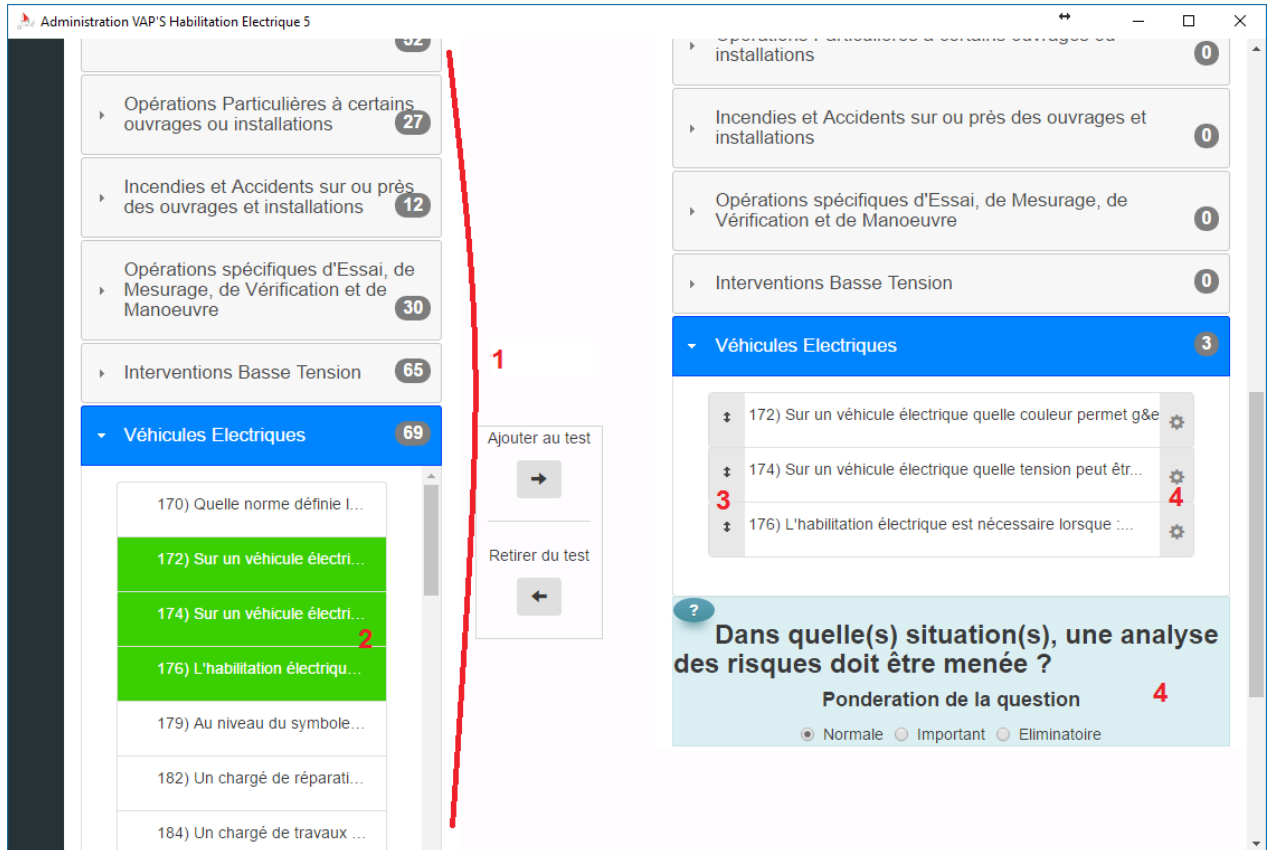 Administration VAP'S Habilitation Electrique 5
52
Opérations Particulières à certains
ouvrages ou installations
27
Incendies et Accidents sur ou près
des ouvrages et installations
12
Opérations spécifiques d'Essai, de
Mesurage, de Vérification et de
Manoeuvre
30
Interventions Basse Tension
65
Véhicules Electriques
69
170) Quelle norme définie l…
172) Sur un véhicule électri…
174) Sur un véhicule électri…
2
176) L'habilitation électriqu…
179) Au niveau du symbole…
182) Un chargé de réparati…
184) Un chargé de travaux …
1
Ajouter au test
Retirer du test
Opérations Particulières à certains ouvrages ou
installations
0
Incendies et Accidents sur ou près des ouvrages et
installations
0
Opérations spécifiques d'Essai, de Mesurage, de
Vérification et de Manoeuvre
0
Interventions Basse Tension
0
Véhicules Electriques
3
172) Sur un véhicule électrique quelle couleur permet g&e
174) Sur un véhicule électrique quelle tension peut êtr...
3
4
176) L'habilitation électrique est nécessaire lorsque :...
?
Dans quelle(s) situation(s), une analyse
des risques doit être menée ?
Ponderation de la question
4
Normale Important Eliminatoire